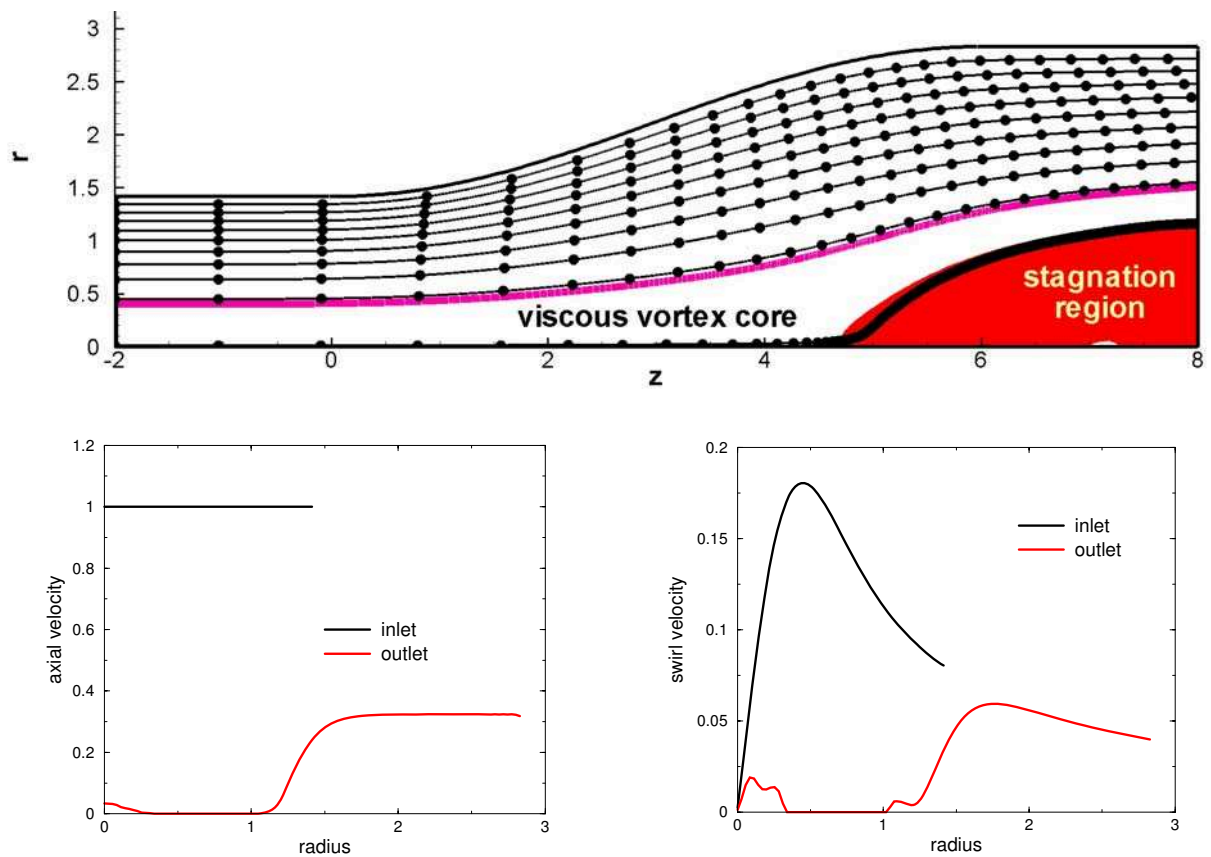 3
2.5
2
1.5
1
0.5
0
r
-2
0
2
4
6
8
z
viscous vortex core
stagnation
region
1.2
1
0.8
0.6
0.4
0.2
0
axial velocity
0
1
2
3
radius
inlet
outlet
0.2
0.15
0.1
0.05
0
swirl velocity
0
1
2
3
radius
inlet
outlet